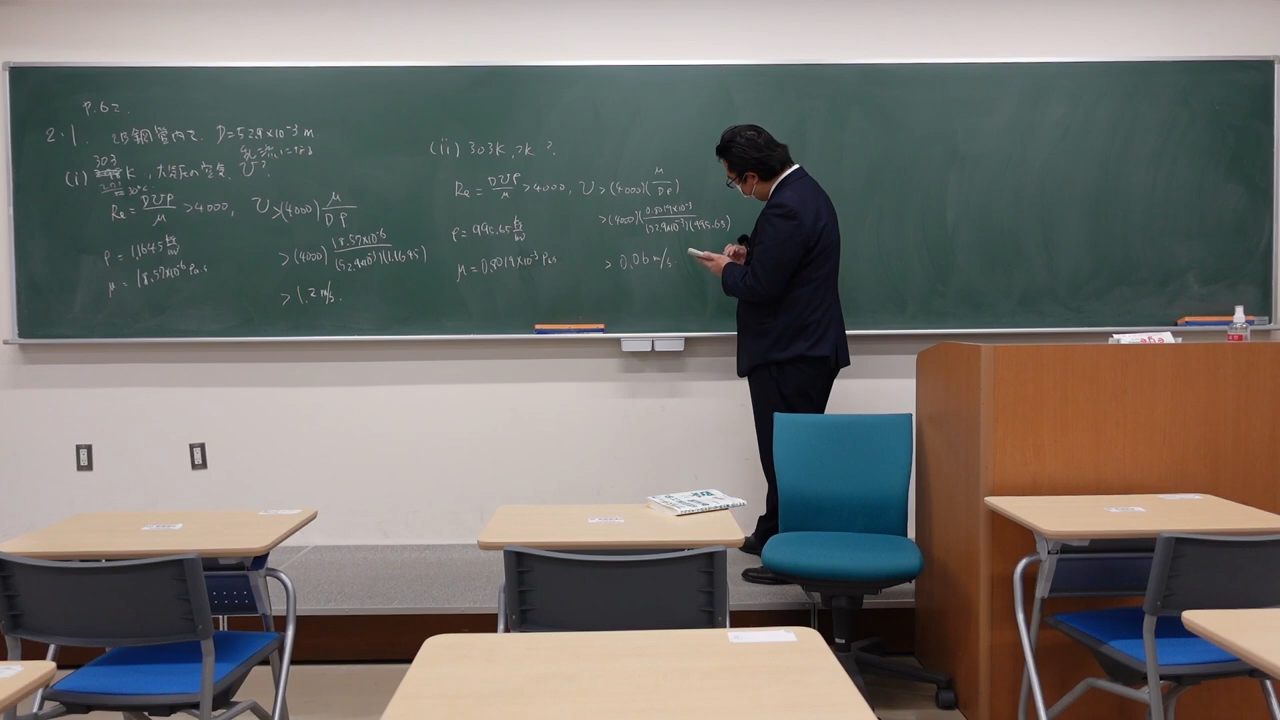 P.62
2.1. 2B鋼管内で. D=52.9×10⁻³ m
乱流になる
(i) 303 K, 大気圧の空気, U?
30℃
Re = DUρ/μ > 4000, U > (4000) μ/Dρ
ρ = 1.1645 kg/m³
> (4000) 18.57×10⁻⁶/(52.9×10⁻³)(1.1645)
μ = 18.57×10⁻⁶ Pa.s
> 1.2 m/s.
(ii) 303K, 水 ?
Re = DUρ/μ > 4000, U > (4000)(μ/Dρ)
> (4000)(0.8019×10⁻³/(52.9×10⁻³)(995.65))
ρ = 995.65 kg/m³
μ = 0.8019×10⁻³ Pa.s
> 0.06 m/s.